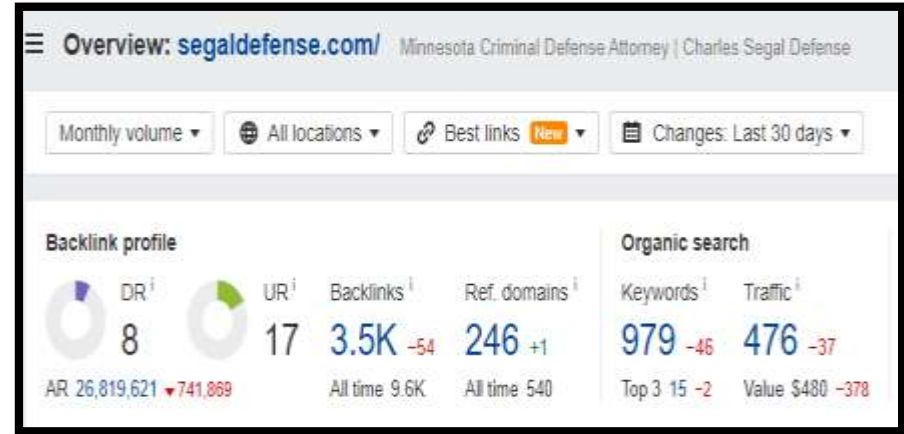 Overview: segaldefense.com/ Minnesota Criminal Defense Attorney | Charles Segal Defense
Monthly volume All locations Best links New Changes: Last 30 days
Backlink profile Organic search
DR i UR i Backlinks i Ref. domains i Keywords i Traffic i
8 17 3.5K -54 246 +1 979 -46 476 -37
AR 26,819,621 ▼741,869 All time 9.6K All time 540 Top 3 15 -2 Value $480 -378